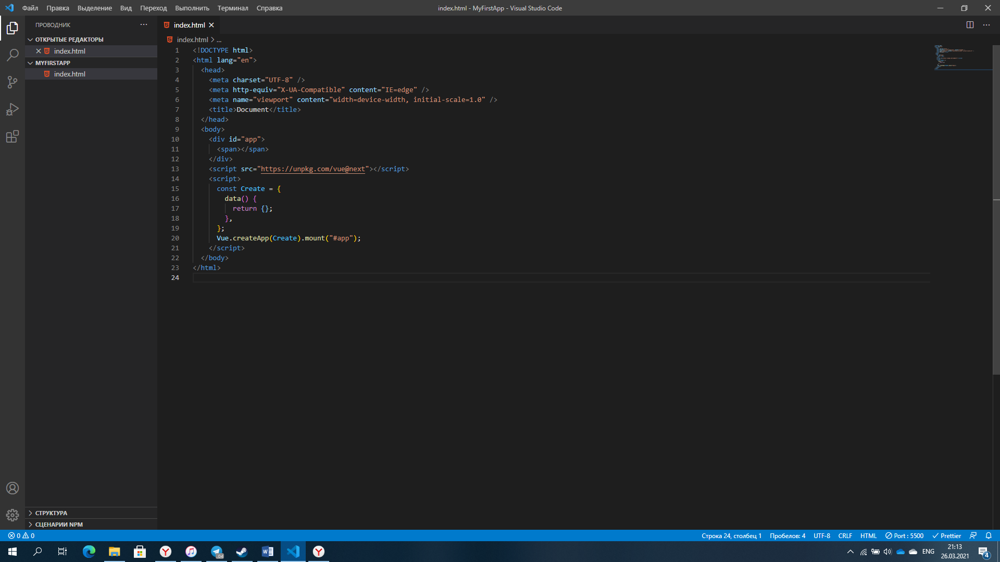 Файл Правка Выделение Вид Переход Выполнить Терминал Справка
index.html - MyFirstApp - Visual Studio Code
ПРОВОДНИК
ОТКРЫТЫЕ РЕДАКТОРЫ
index.html
MYFIRSTAPP
index.html
СТРУКТУРА
СЦЕНАРИИ NPM
index.html
index.html > ...
1 <!DOCTYPE html>
2 <html lang="en">
3 <head>
4 <meta charset="UTF-8" />
5 <meta http-equiv="X-UA-Compatible" content="IE=edge" />
6 <meta name="viewport" content="width=device-width, initial-scale=1.0" />
7 <title>Document</title>
8 </head>
9 <body>
10 <div id="app">
11 <span></span>
12 </div>
13 <script src="https://unpkg.com/vue@next"></script>
14 <script>
15 const Create = {
16 data() {
17 return {};
18 },
19 };
20 Vue.createApp(Create).mount("#app");
21 </script>
22 </body>
23 </html>
24
0 0
Строка 24, столбец 1 Пробелов: 4 UTF-8 CRLF HTML Port : 5500 Prettier
.04
ENG
21:13
26.03.2021
4